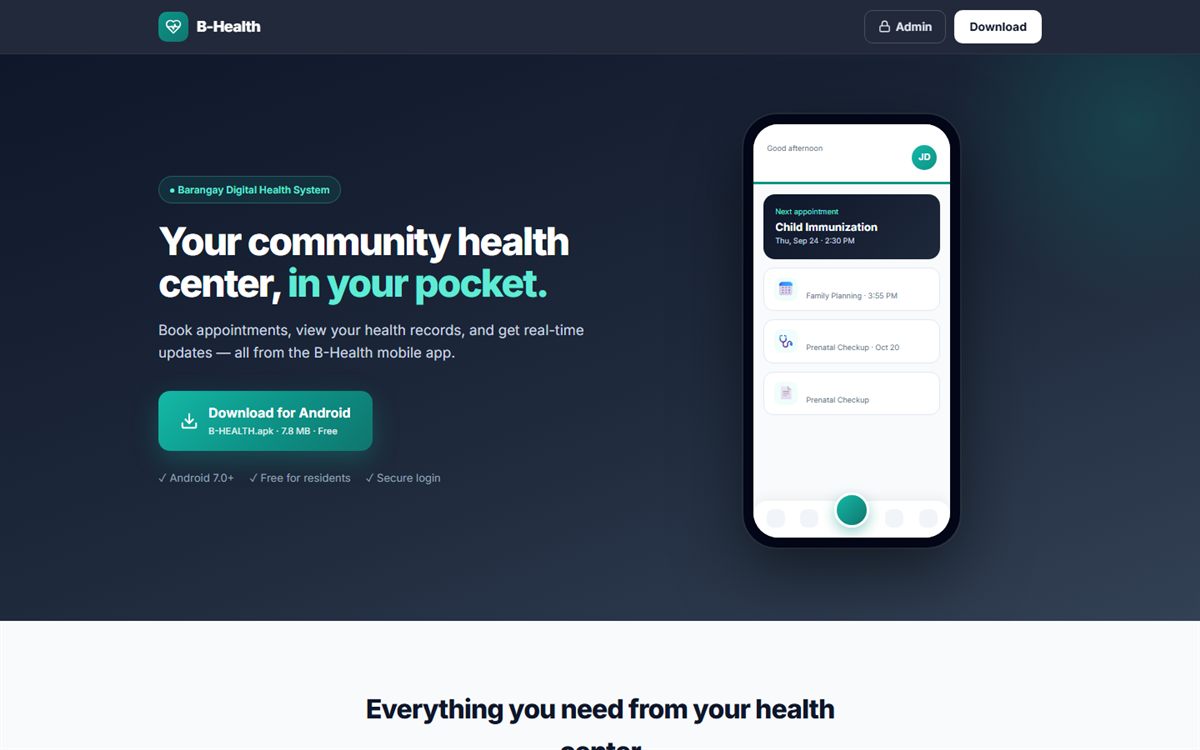 B-Health
Admin
Download
• Barangay Digital Health System
Your community health
center, in your pocket.
Book appointments, view your health records, and get real-time
updates — all from the B-Health mobile app.
Download for Android
B-HEALTH.apk · 7.8 MB · Free
✓ Android 7.0+ ✓ Free for residents ✓ Secure login
Good afternoon
JD
Next appointment
Child Immunization
Thu, Sep 24 · 2:30 PM
Family Planning · 3:55 PM
Prenatal Checkup · Oct 20
Prenatal Checkup
Everything you need from your health
center